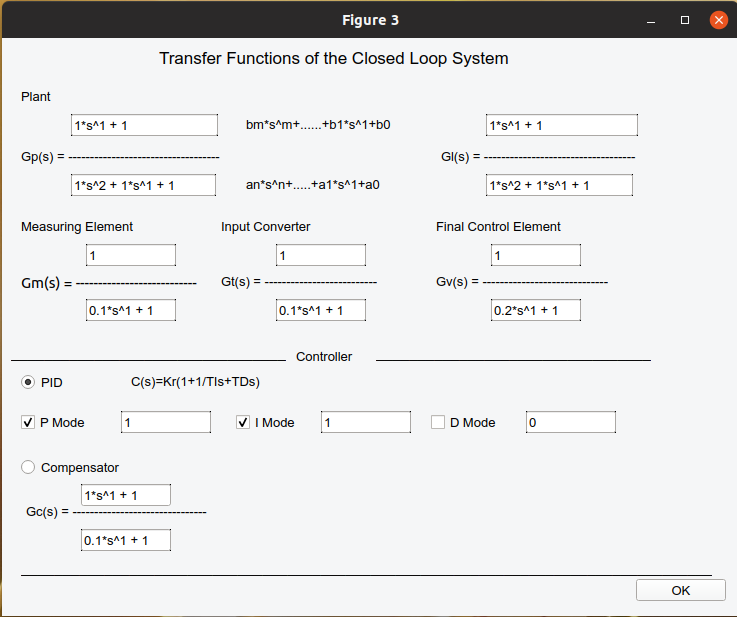 Figure 3
Transfer Functions of the Closed Loop System
Plant
1*s^1 + 1 bm*s^m+......+b1*s^1+b0 1*s^1 + 1
Gp(s) = ----------------------------------- Gl(s) = -----------------------------------
1*s^2 + 1*s^1 + 1 an*s^n+.....+a1*s^1+a0 1*s^2 + 1*s^1 + 1
Measuring Element Input Converter Final Control Element
1 1 1
Gm(s) = ---------------------------- Gt(s) = -------------------------- Gv(s) = -----------------------------
0.1*s^1 + 1 0.1*s^1 + 1 0.2*s^1 + 1
Controller
PID C(s)=Kr(1+1/TIs+TDs)
P Mode 1 I Mode 1 D Mode 0
Compensator
1*s^1 + 1
Gc(s) = -------------------------------
0.1*s^1 + 1
OK